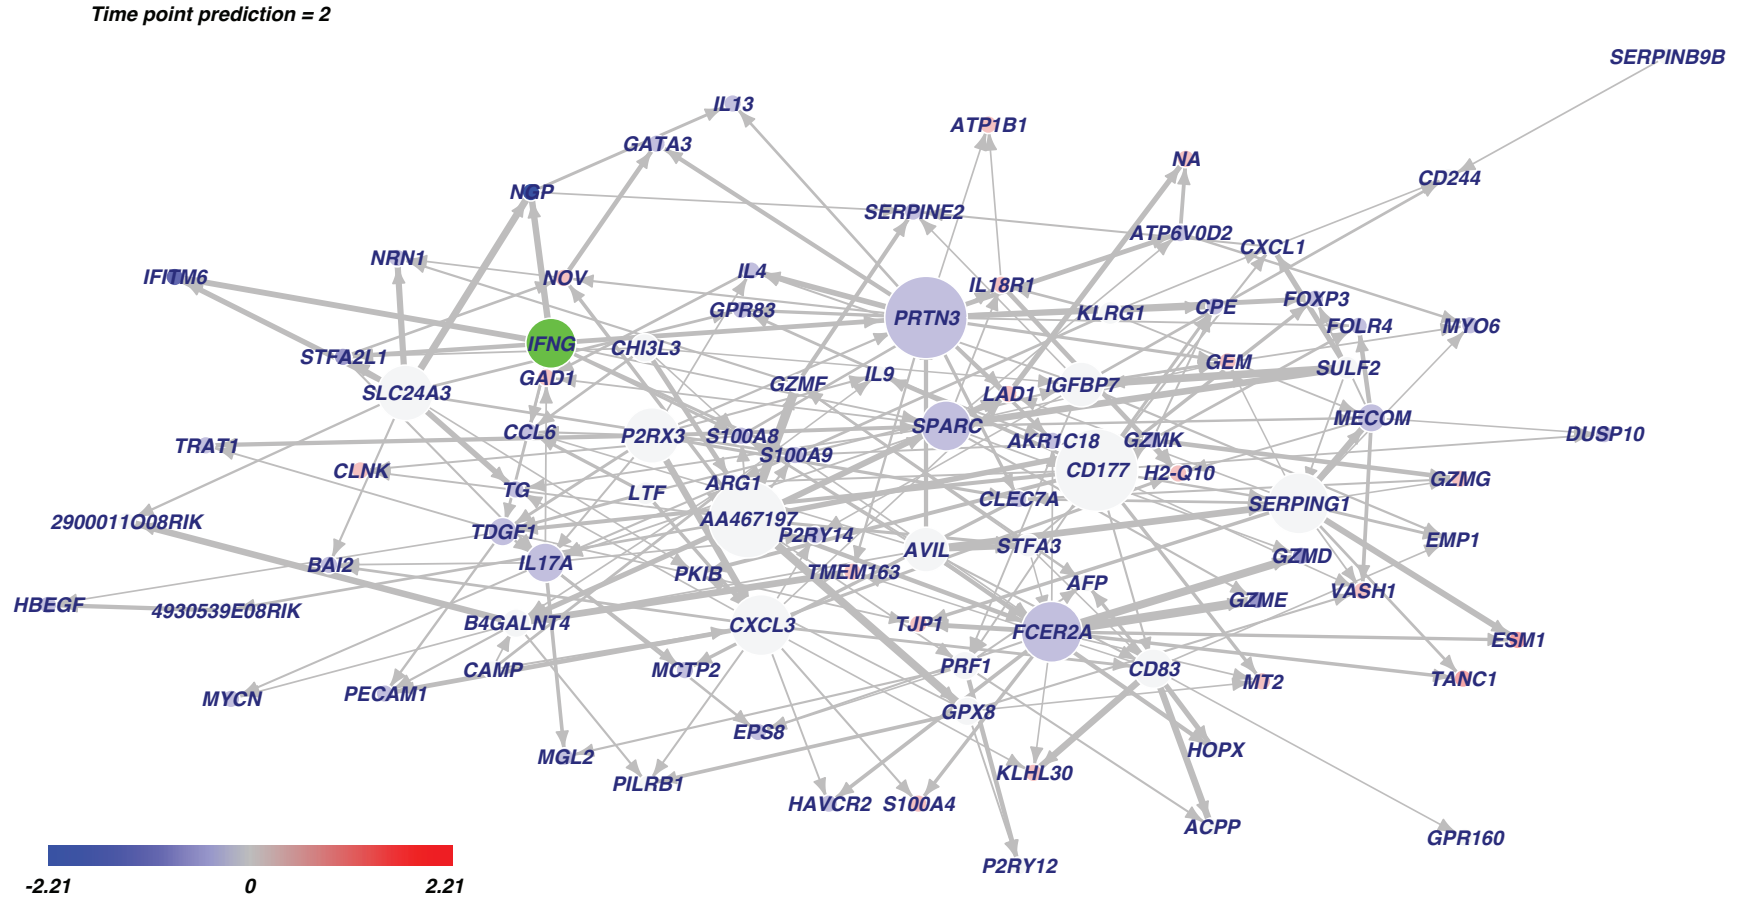 Time point prediction = 2
SERPINB9B
IL13
ATP1B1
GATA3
NA
CD244
NGP
SERPINE2
ATP6V0D2
CXCL1
NRN1
IFITM6
NOV
IL4
IL18R1
GPR83
PRTN3
KLRG1
CPE
FOXP3
FOLR4
MYO6
IFNG
CHI3L3
STFA2L1
GEM
SULF2
GAD1
GZMF
IL9
IGFBP7
SLC24A3
LAD1
MECOM
CCL6
P2RX3
S100A8
SPARC
AKR1C18
GZMK
DUSP10
TRAT1
S100A9
CLNK
CD177
H2-Q10
GZMG
TG
LTF
ARG1
CLEC7A
SERPING1
2900011O08RIK
AA467197
TDGF1
P2RY14
EMP1
AVIL
STFA3
GZMD
BAI2
IL17A
PKIB
TMEM163
AFP
VASH1
HBEGF
4930539E08RIK
GZME
B4GALNT4
CXCL3
TJP1
FCER2A
ESM1
CAMP
MCTP2
PRF1
CD83
MT2
TANC1
MYCN
PECAM1
GPX8
EPS8
HOPX
MGL2
PILRB1
KLHL30
HAVCR2
S100A4
ACPP
GPR160
P2RY12
-2.21 0 2.21